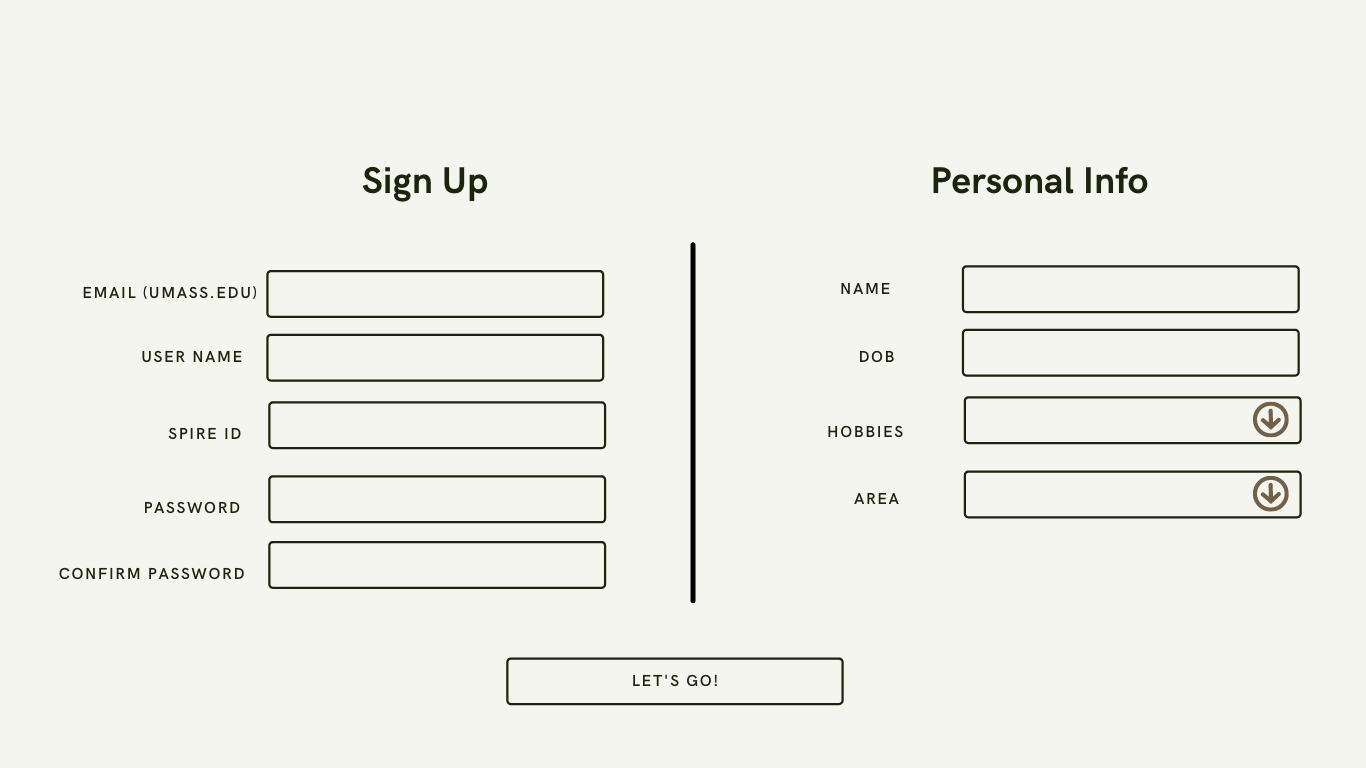 Sign Up
EMAIL (UMASS.EDU)
USER NAME
SPIRE ID
PASSWORD
CONFIRM PASSWORD
Personal Info
NAME
DOB
HOBBIES
AREA
LET'S GO!